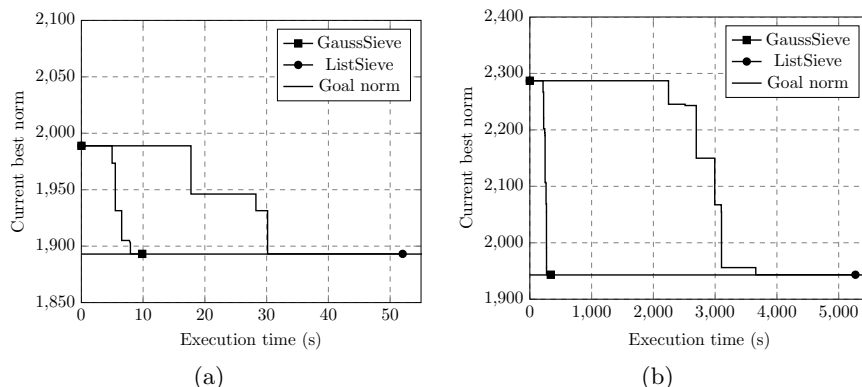 2,100
2,050
2,000
1,950
1,900
1,850
0 10 20 30 40 50
Current best norm
Execution time (s)
GaussSieve
ListSieve
Goal norm
(a)
2,400
2,300
2,200
2,100
2,000
1,900
0 1,000 2,000 3,000 4,000 5,000
Current best norm
Execution time (s)
GaussSieve
ListSieve
Goal norm
(b)